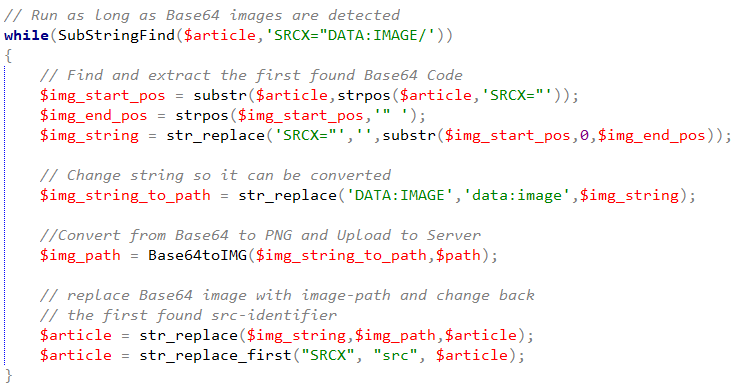 // Run as long as Base64 images are detected
while(SubStringFind($article,'SRCX="DATA:IMAGE/'))
{
// Find and extract the first found Base64 Code
$img_start_pos = substr($article,strpos($article,'SRCX="'));
$img_end_pos = strpos($img_start_pos,'" ');
$img_string = str_replace('SRCX="','',substr($img_start_pos,0,$img_end_pos));
// Change string so it can be converted
$img_string_to_path = str_replace('DATA:IMAGE','data:image',$img_string);
//Convert from Base64 to PNG and Upload to Server
$img_path = Base64toIMG($img_string_to_path,$path);
// replace Base64 image with image-path and change back
// the first found src-identifier
$article = str_replace($img_string,$img_path,$article);
$article = str_replace_first("SRCX", "src", $article);
}